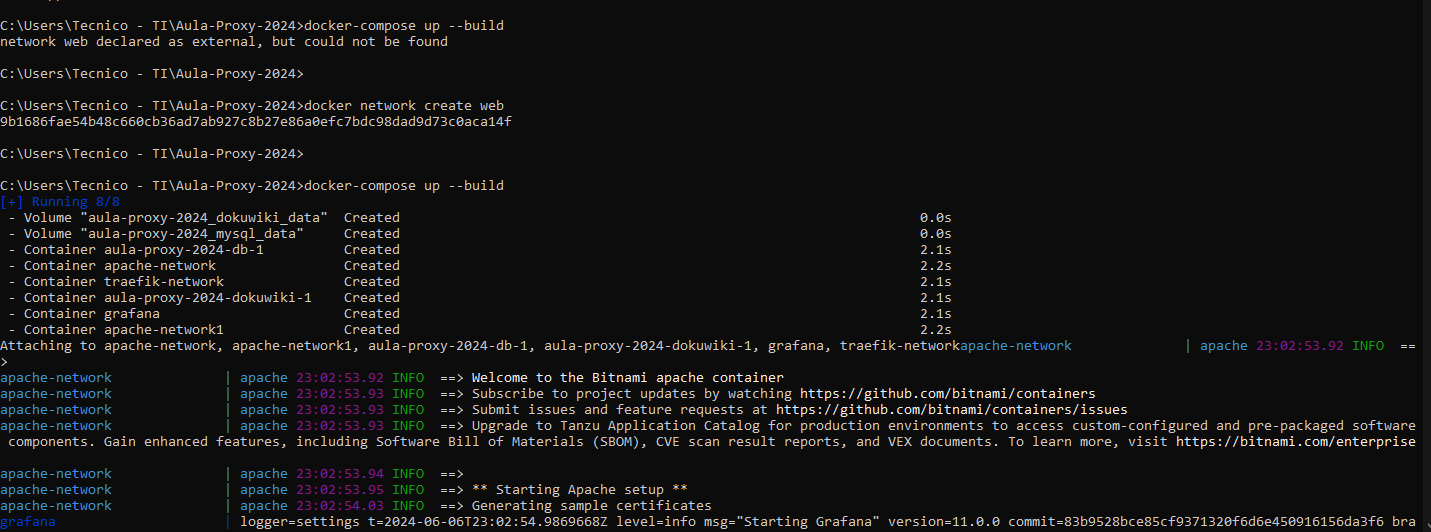 C:\Users\Tecnico - TI\Aula-Proxy-2024>docker-compose up --build
network web declared as external, but could not be found
C:\Users\Tecnico - TI\Aula-Proxy-2024>
C:\Users\Tecnico - TI\Aula-Proxy-2024>docker network create web
9b1686fae54b48c660cb36ad7ab927c8b27e86a0efc7bdc98dad9d73c0aca14f
C:\Users\Tecnico - TI\Aula-Proxy-2024>
C:\Users\Tecnico - TI\Aula-Proxy-2024>docker-compose up --build
[+] Running 8/8
- Volume "aula-proxy-2024_dokuwiki_data" Created 0.0s
- Volume "aula-proxy-2024_mysql_data" Created 0.0s
- Container aula-proxy-2024-db-1 Created 2.1s
- Container apache-network Created 2.2s
- Container traefik-network Created 2.1s
- Container aula-proxy-2024-dokuwiki-1 Created 2.1s
- Container grafana Created 2.1s
- Container apache-network1 Created 2.2s
Attaching to apache-network, apache-network1, aula-proxy-2024-db-1, aula-proxy-2024-dokuwiki-1, grafana, traefik-networkapache-network | apache 23:02:53.92 INFO ==
>
apache-network | apache 23:02:53.92 INFO ==> Welcome to the Bitnami apache container
apache-network | apache 23:02:53.93 INFO ==> Subscribe to project updates by watching https://github.com/bitnami/containers
apache-network | apache 23:02:53.93 INFO ==> Submit issues and feature requests at https://github.com/bitnami/containers/issues
apache-network | apache 23:02:53.93 INFO ==> Upgrade to Tanzu Application Catalog for production environments to access custom-configured and pre-packaged software
components. Gain enhanced features, including Software Bill of Materials (SBOM), CVE scan result reports, and VEX documents. To learn more, visit https://bitnami.com/enterprise
apache-network | apache 23:02:53.94 INFO ==>
apache-network | apache 23:02:53.95 INFO ==> ** Starting Apache setup **
apache-network | apache 23:02:54.03 INFO ==> Generating sample certificates
grafana | logger=settings t=2024-06-06T23:02:54.9869668Z level=info msg="Starting Grafana" version=11.0.0 commit=83b9528bce85cf9371320f6d6e450916156da3f6 bra